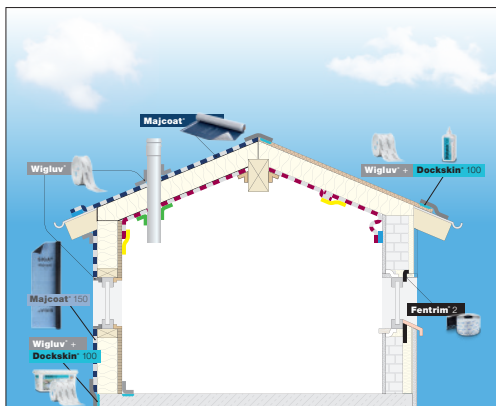 Majcoat®
Wigluv®
Wigluv® + Dockskin® 100
Majcoat® 150
Fentrim® 2
Wigluv® +
Dockskin® 100